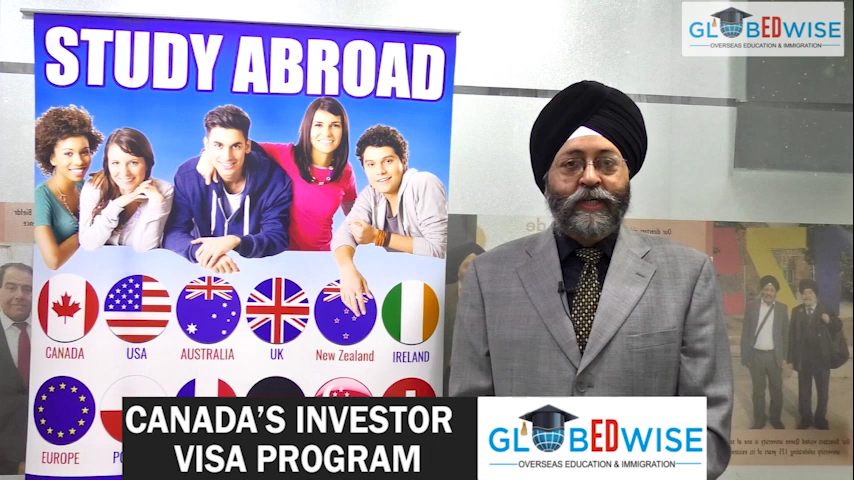 STUDY ABROAD
GLOBEDWISE
OVERSEAS EDUCATION & IMMIGRATION
CANADA
USA
AUSTRALIA
UK
New Zealand
IRELAND
EUROPE
CANADA'S INVESTOR
VISA PROGRAM
GLOBEDWISE
OVERSEAS EDUCATION & IMMIGRATION